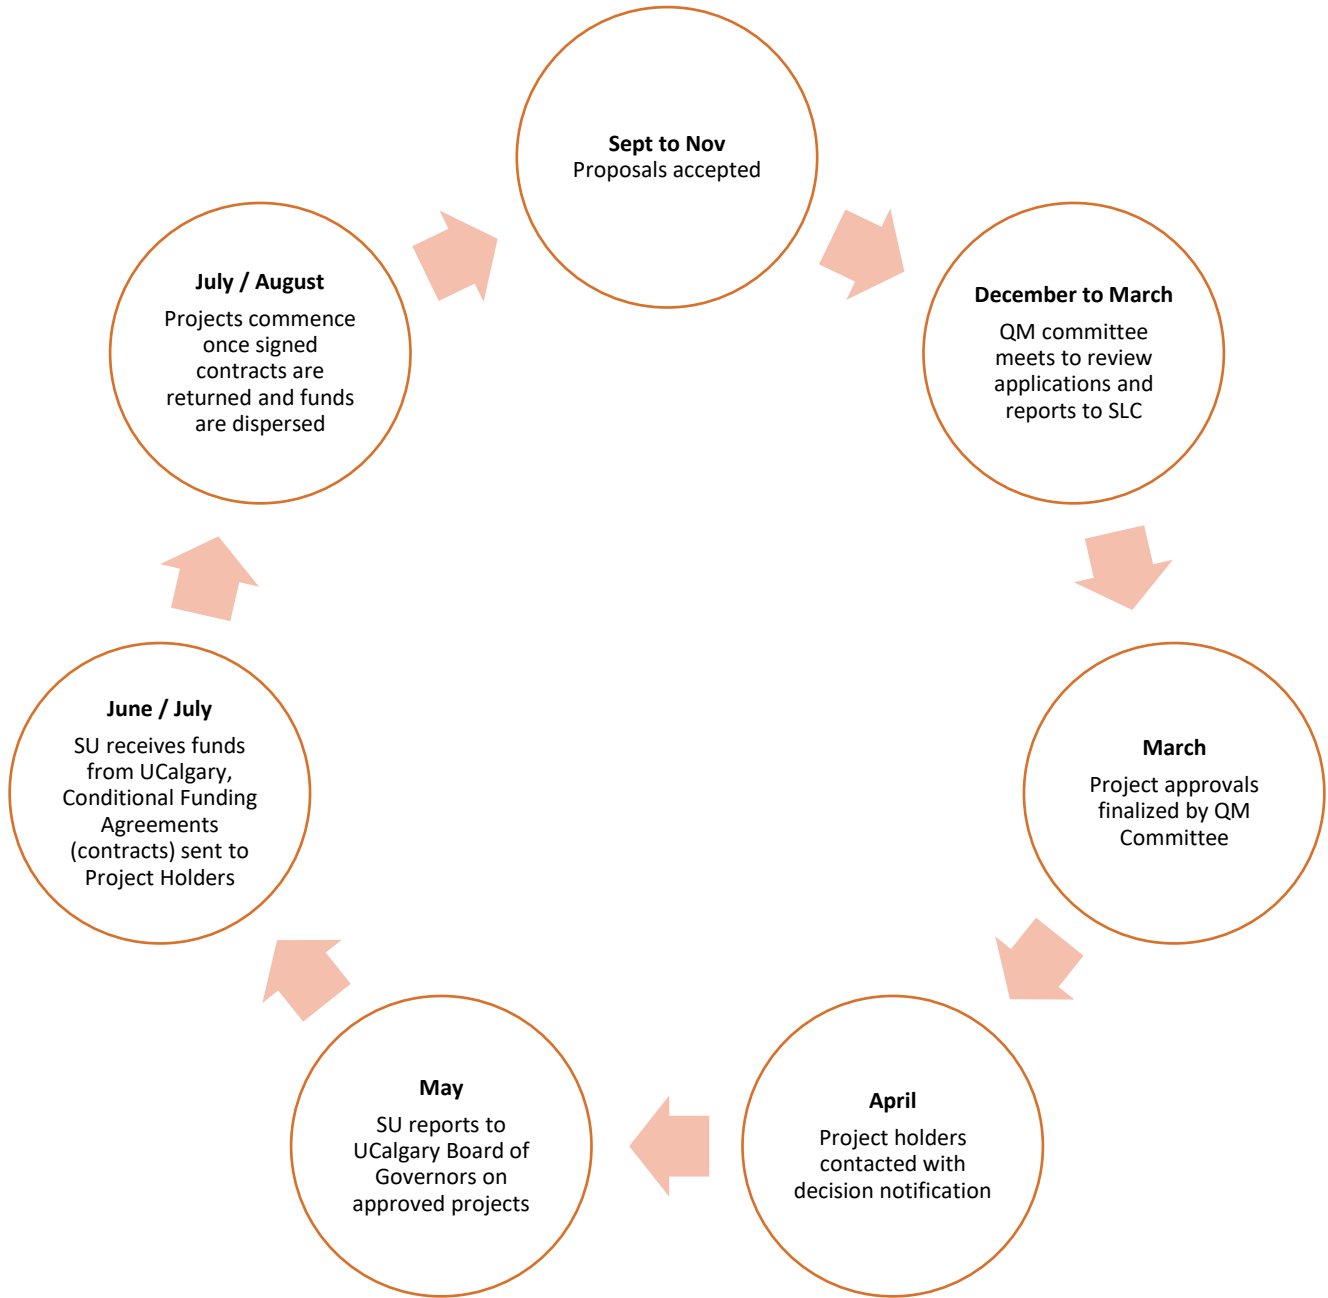 Sept to Nov
Proposals accepted
December to March
QM committee
meets to review
applications and
reports to SLC
March
Project approvals
finalized by QM
Committee
April
Project holders
contacted with
decision notification
May
SU reports to
UCalgary Board of
Governors on
approved projects
June / July
SU receives funds
from UCalgary,
Conditional Funding
Agreements
(contracts) sent to
Project Holders
July / August
Projects commence
once signed
contracts are
returned and funds
are dispersed